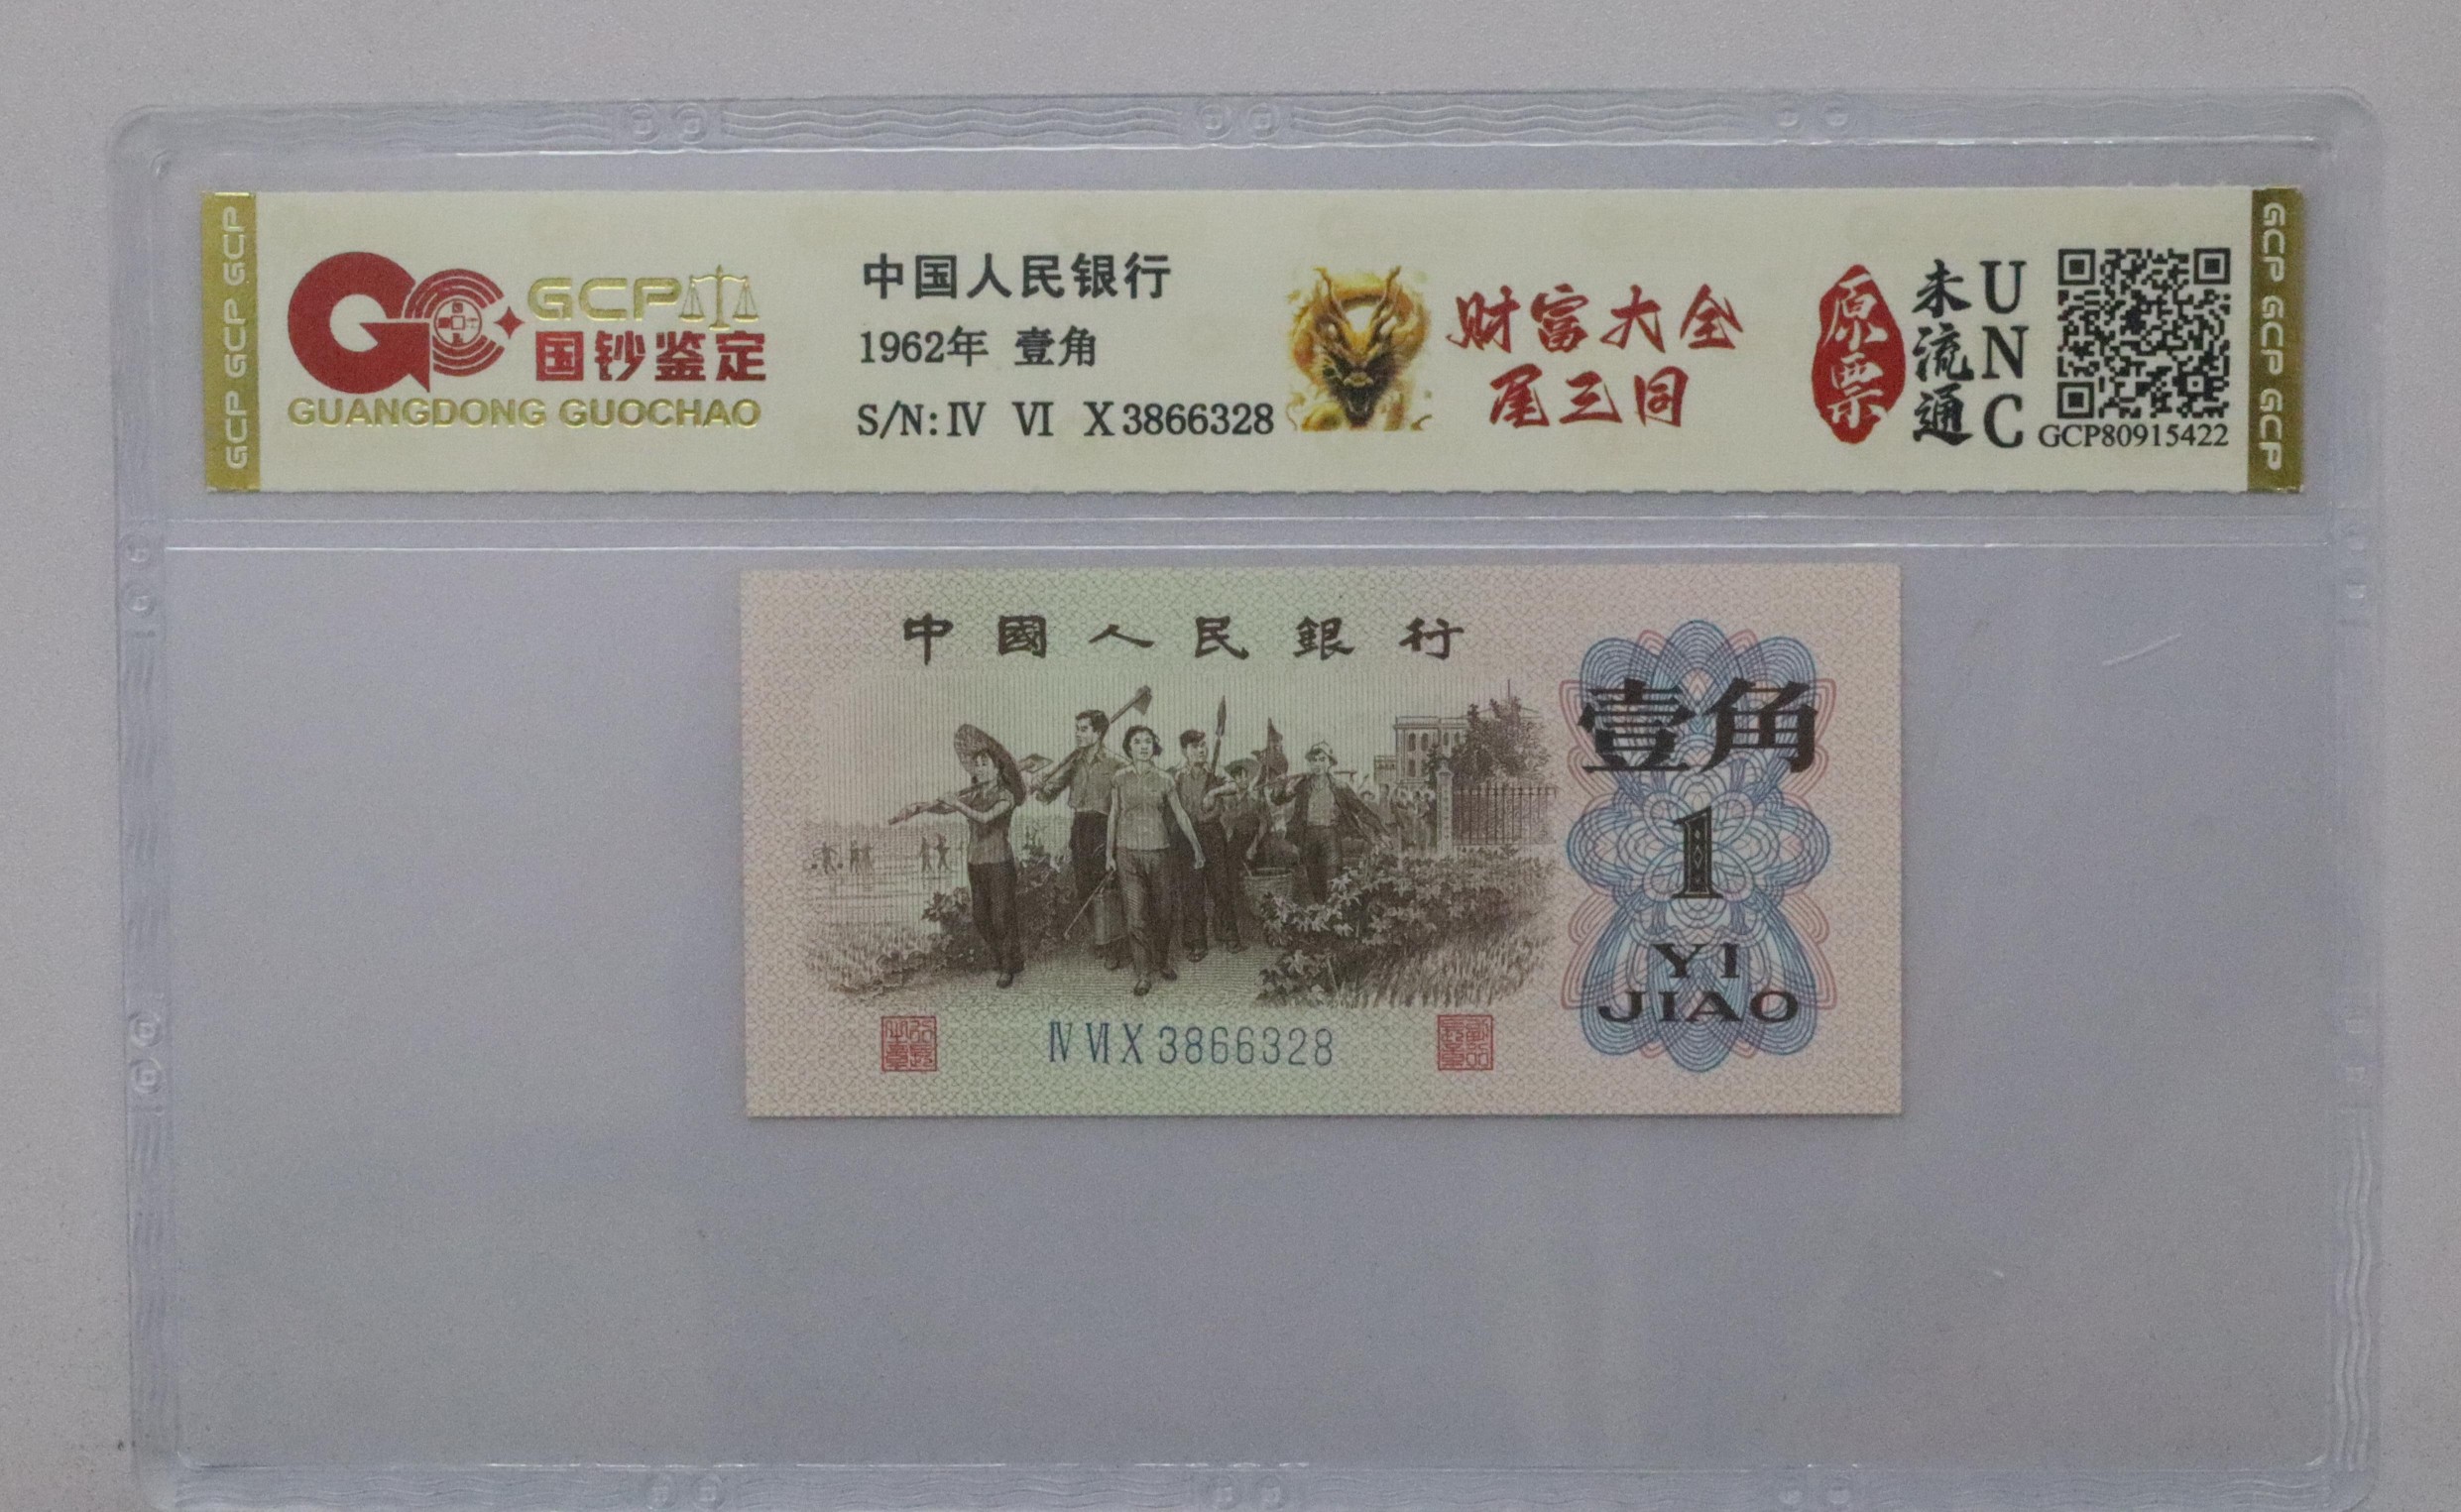 GCP GCP GCP
GCP
国钞鉴定
GUANGDONG GUOCHAO
中国人民银行
1962年 壹角
S/N: Ⅳ Ⅵ Ⅹ3866328
财富大全
尾三同
原票
未流通
UNC
GCP80915422
GCP GCP GCP
中國人民銀行
壹角
1
YI
JIAO
Ⅳ Ⅵ Ⅹ 3866328